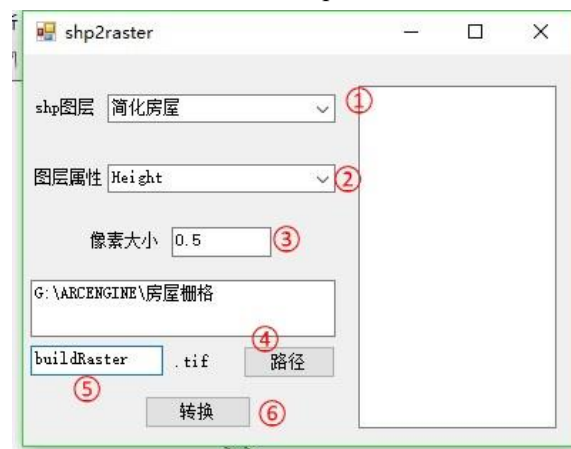 shp2raster
shp图层 简化房屋 ①
图层属性 Height ②
像素大小 0.5 ③
G:\ARCENGINE\房屋栅格
④
buildRaster .tif 路径
⑤
转换 ⑥